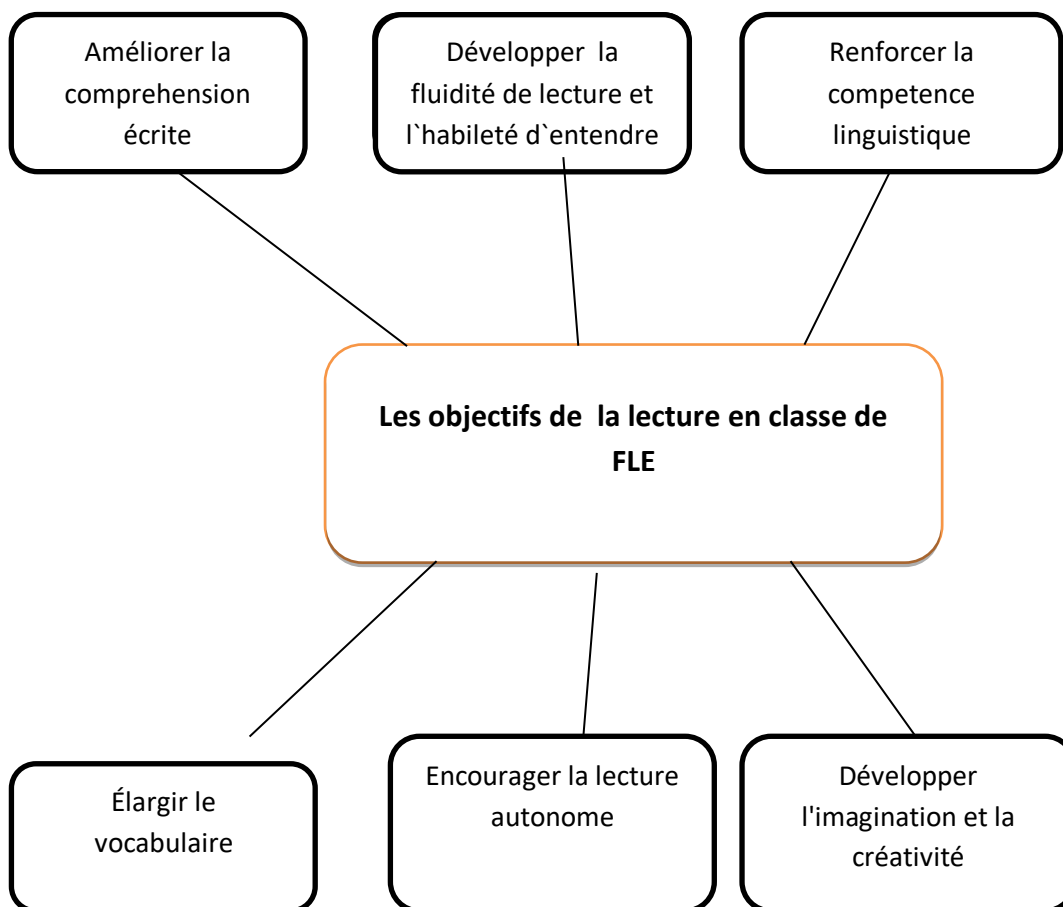 Améliorer la
comprehension
écrite
Développer  la
fluidité de lecture et
l`habileté d`entendre
Renforcer la
competence
linguistique
Les objectifs de  la lecture en classe de
FLE
Élargir le
vocabulaire
Encourager la lecture
autonome
Développer
l'imagination et la
créativité